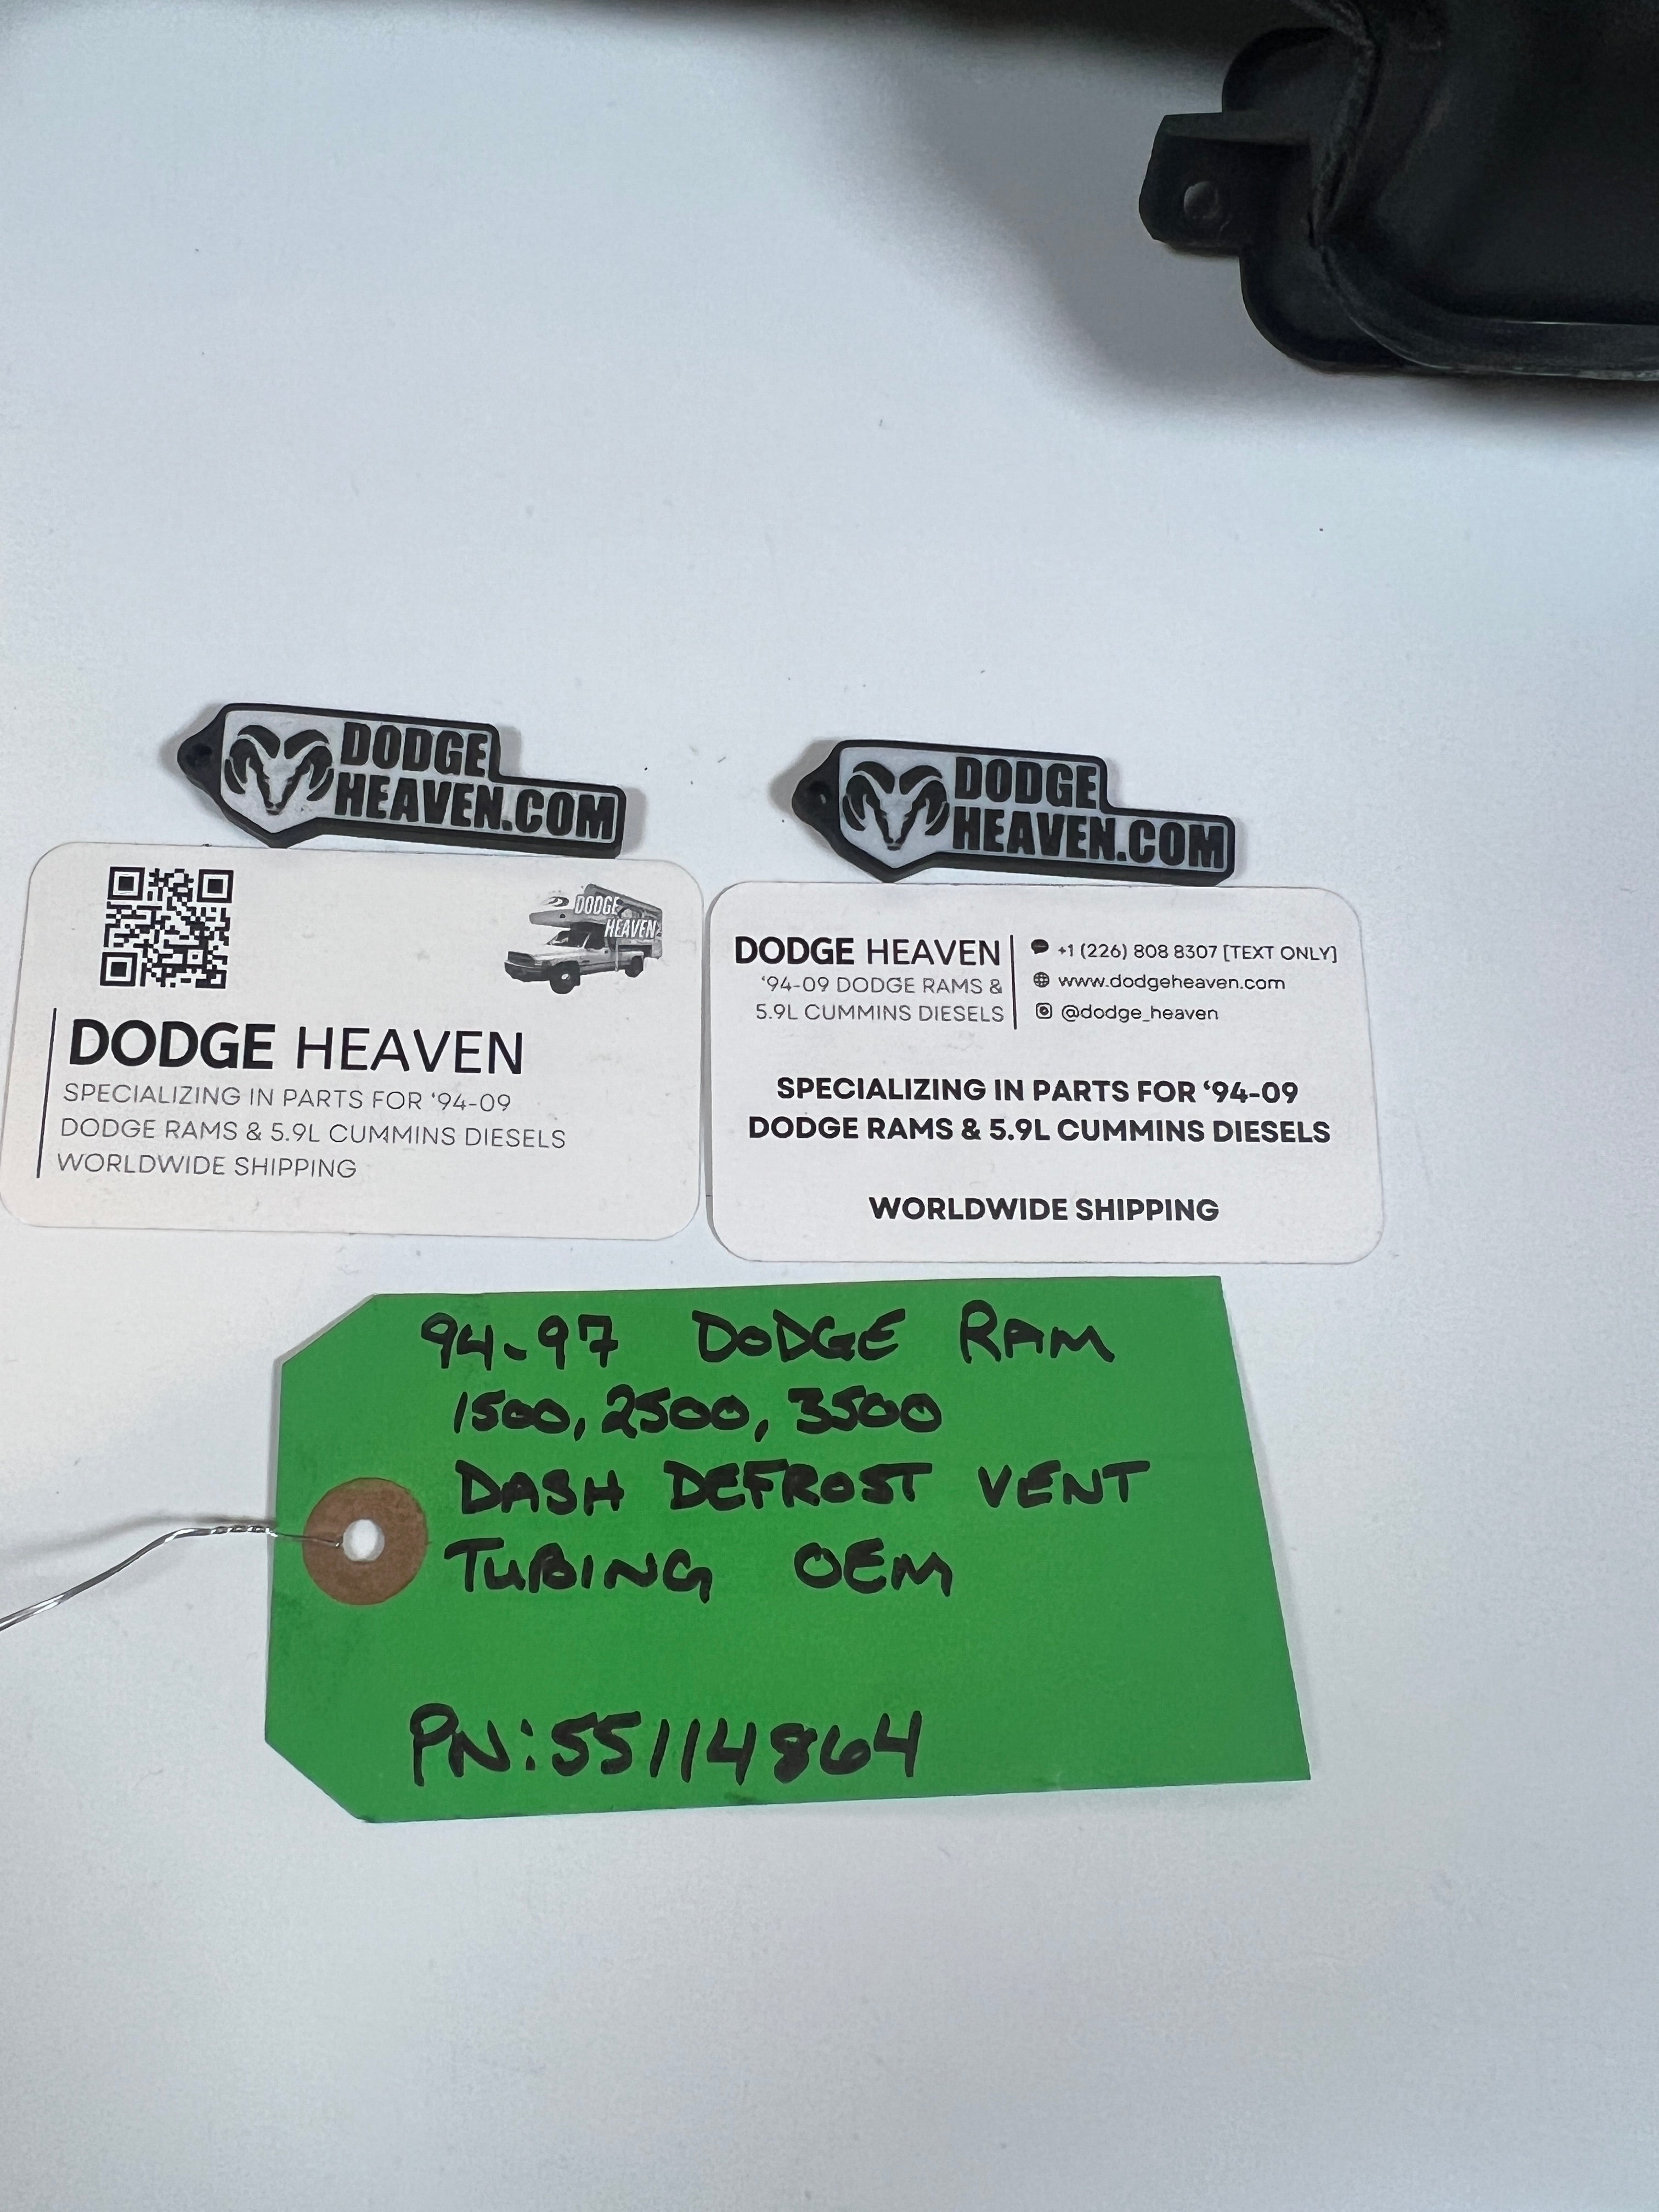 DODGE
HEAVEN.COM
DODGE
HEAVEN.COM
DODGE
HEAVEN
DODGE HEAVEN
SPECIALIZING IN PARTS FOR ‘94-09
DODGE RAMS & 5.9L CUMMINS DIESELS
WORLDWIDE SHIPPING
DODGE HEAVEN
‘94-09 DODGE RAMS &
5.9L CUMMINS DIESELS
+1 (226) 808 8307 [TEXT ONLY]
www.dodgeheaven.com
@dodge_heaven
SPECIALIZING IN PARTS FOR ‘94-09
DODGE RAMS & 5.9L CUMMINS DIESELS
WORLDWIDE SHIPPING
94-97 DODGE RAM
1500, 2500, 3500
DASH DEFROST VENT
TUBING OEM
PN:55114864